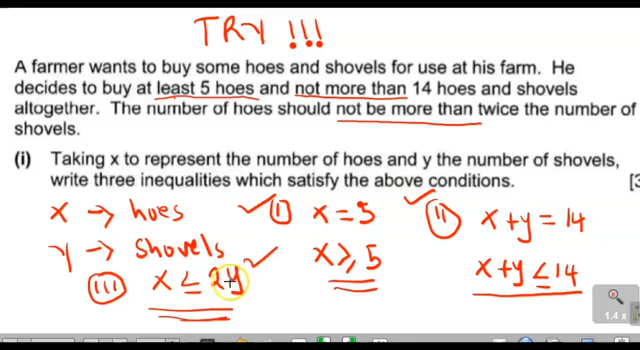 TRY !!!
A farmer wants to buy some hoes and shovels for use at his farm. He
decides to buy at least 5 hoes and not more than 14 hoes and shovels
altogether. The number of hoes should not be more than twice the number of
shovels.
(i) Taking x to represent the number of hoes and y the number of shovels,
write three inequalities which satisfy the above conditions. [3
x → hoes ✓ (i) x = 5 ✓ (ii) x + y = 14
y → shovels ✓ x ≥ 5 x + y ≤ 14
(iii) x ≤ 2y
1.4 x